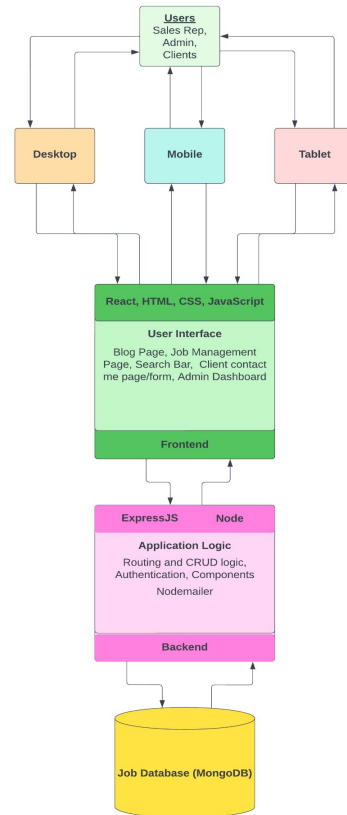 Users
Sales Rep,
Admin,
Clients
Desktop
Mobile
Tablet
React, HTML, CSS, JavaScript
User Interface
Blog Page, Job Management
Page, Search Bar, Client contact
me page/form, Admin Dashboard
Frontend
ExpressJS Node
Application Logic
Routing and CRUD logic,
Authentication, Components
Nodemailer
Backend
Job Database (MongoDB)